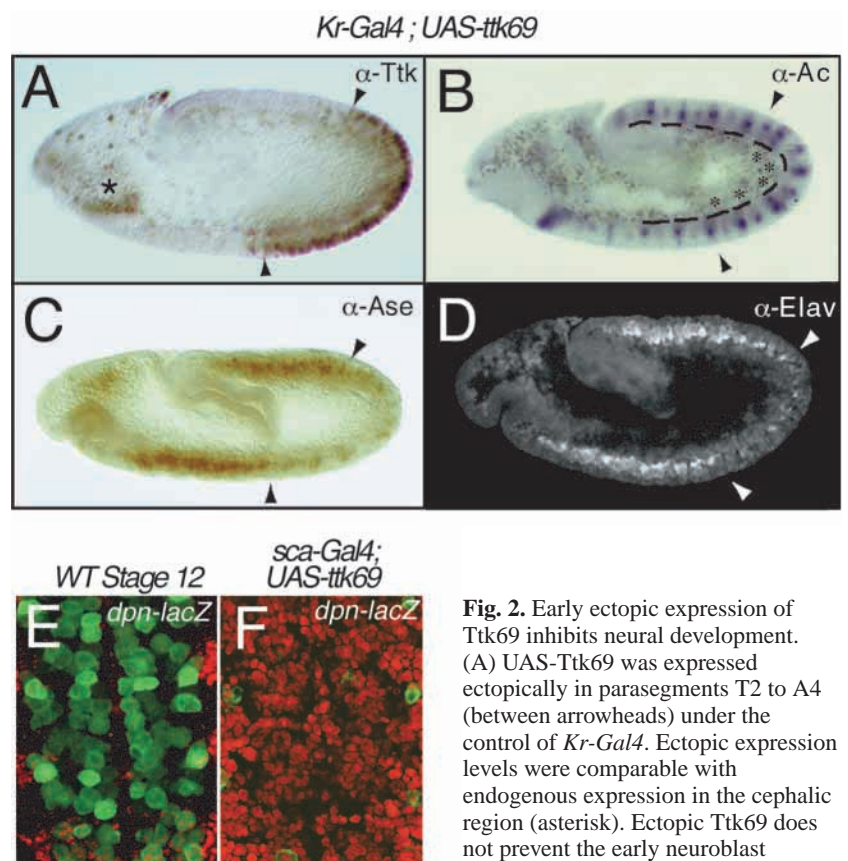 Kr-Gal4 ; UAS-ttk69
A
α-Ttk
*
B
α-Ac
* * * * * *
C
α-Ase
D
α-Elav
WT Stage 12
sca-Gal4;
UAS-ttk69
E
dpn-lacZ
F
dpn-lacZ
Fig. 2. Early ectopic expression of
Ttk69 inhibits neural development.
(A) UAS-Ttk69 was expressed
ectopically in parasegments T2 to A4
(between arrowheads) under the
control of Kr-Gal4. Ectopic expression
levels were comparable with
endogenous expression in the cephalic
region (asterisk). Ectopic Ttk69 does
not prevent the early neuroblast